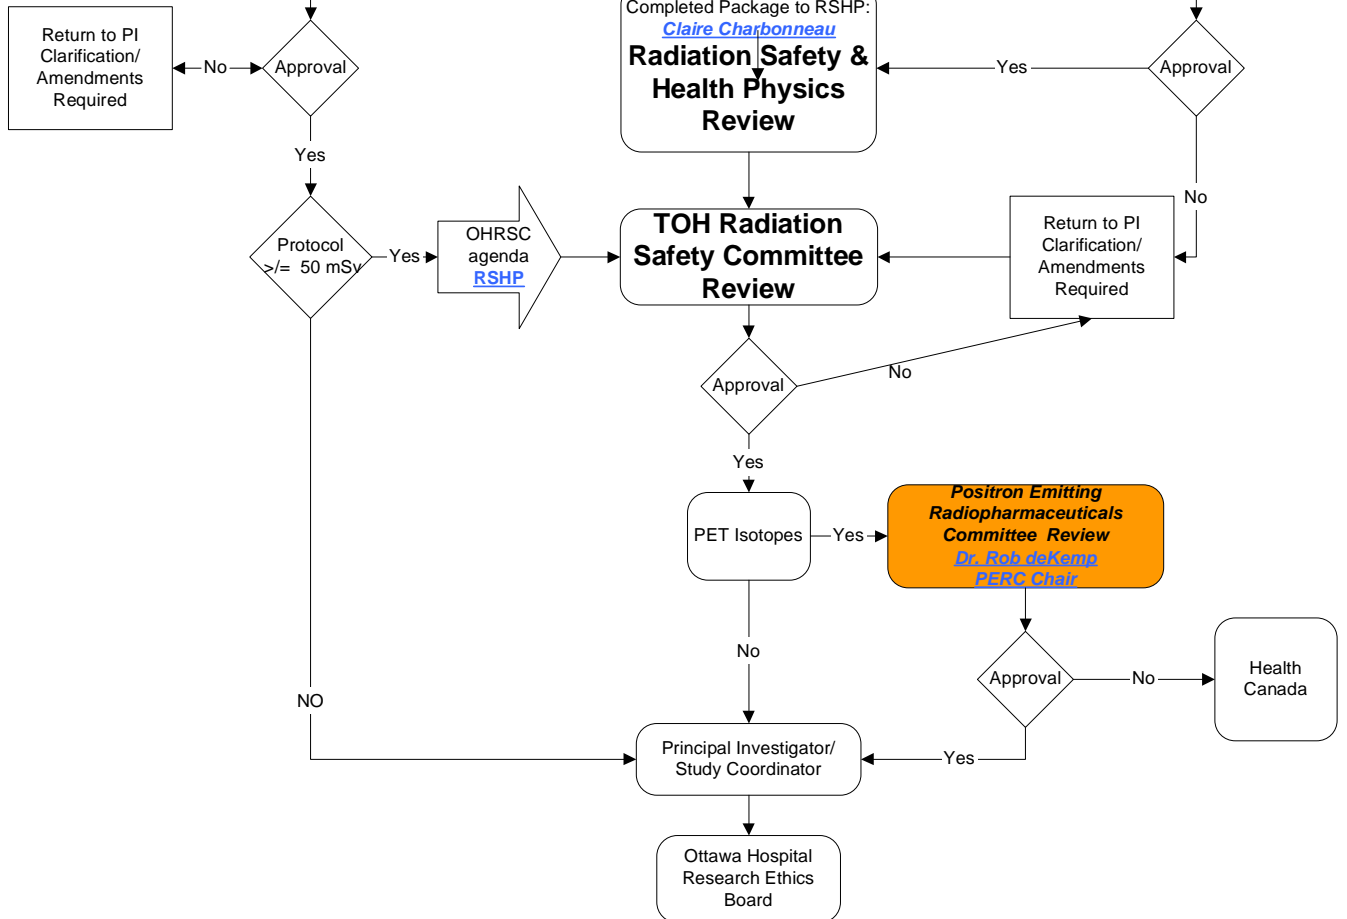 Completed Package to RSHP:
Claire Charbonneau
Radiation Safety &
Health Physics
Review
Return to PI
Clarification/
Amendments
Required
No
Approval
Yes
Approval
Yes
No
Protocol
>/=  50 mSv
Yes
OHRSC
agenda
RSHP
TOH Radiation
Safety Committee
Review
Return to PI
Clarification/
Amendments
Required
Approval
No
Yes
PET Isotopes
Yes
Positron Emitting
Radiopharmaceuticals
Committee  Review
Dr. Rob deKemp
PERC Chair
No
Approval
No
Health
Canada
NO
Principal Investigator/
Study Coordinator
Yes
Ottawa Hospital
Research Ethics
Board